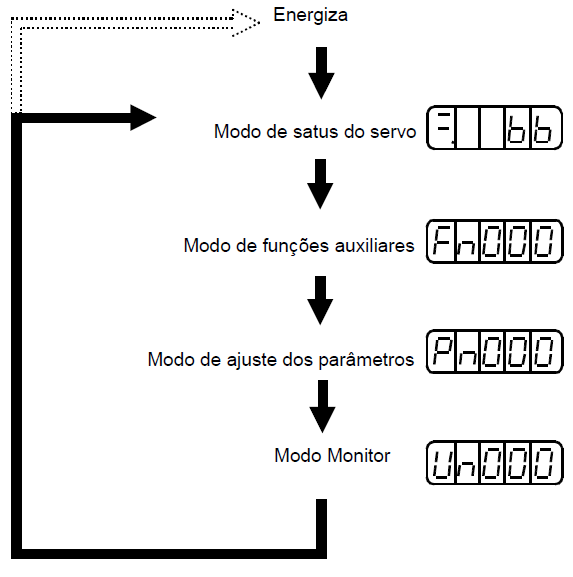 Energiza
Modo de satus do servo
bb
Modo de funções auxiliares
Fn000
Modo de ajuste dos parâmetros
Pn000
Modo Monitor
Un000